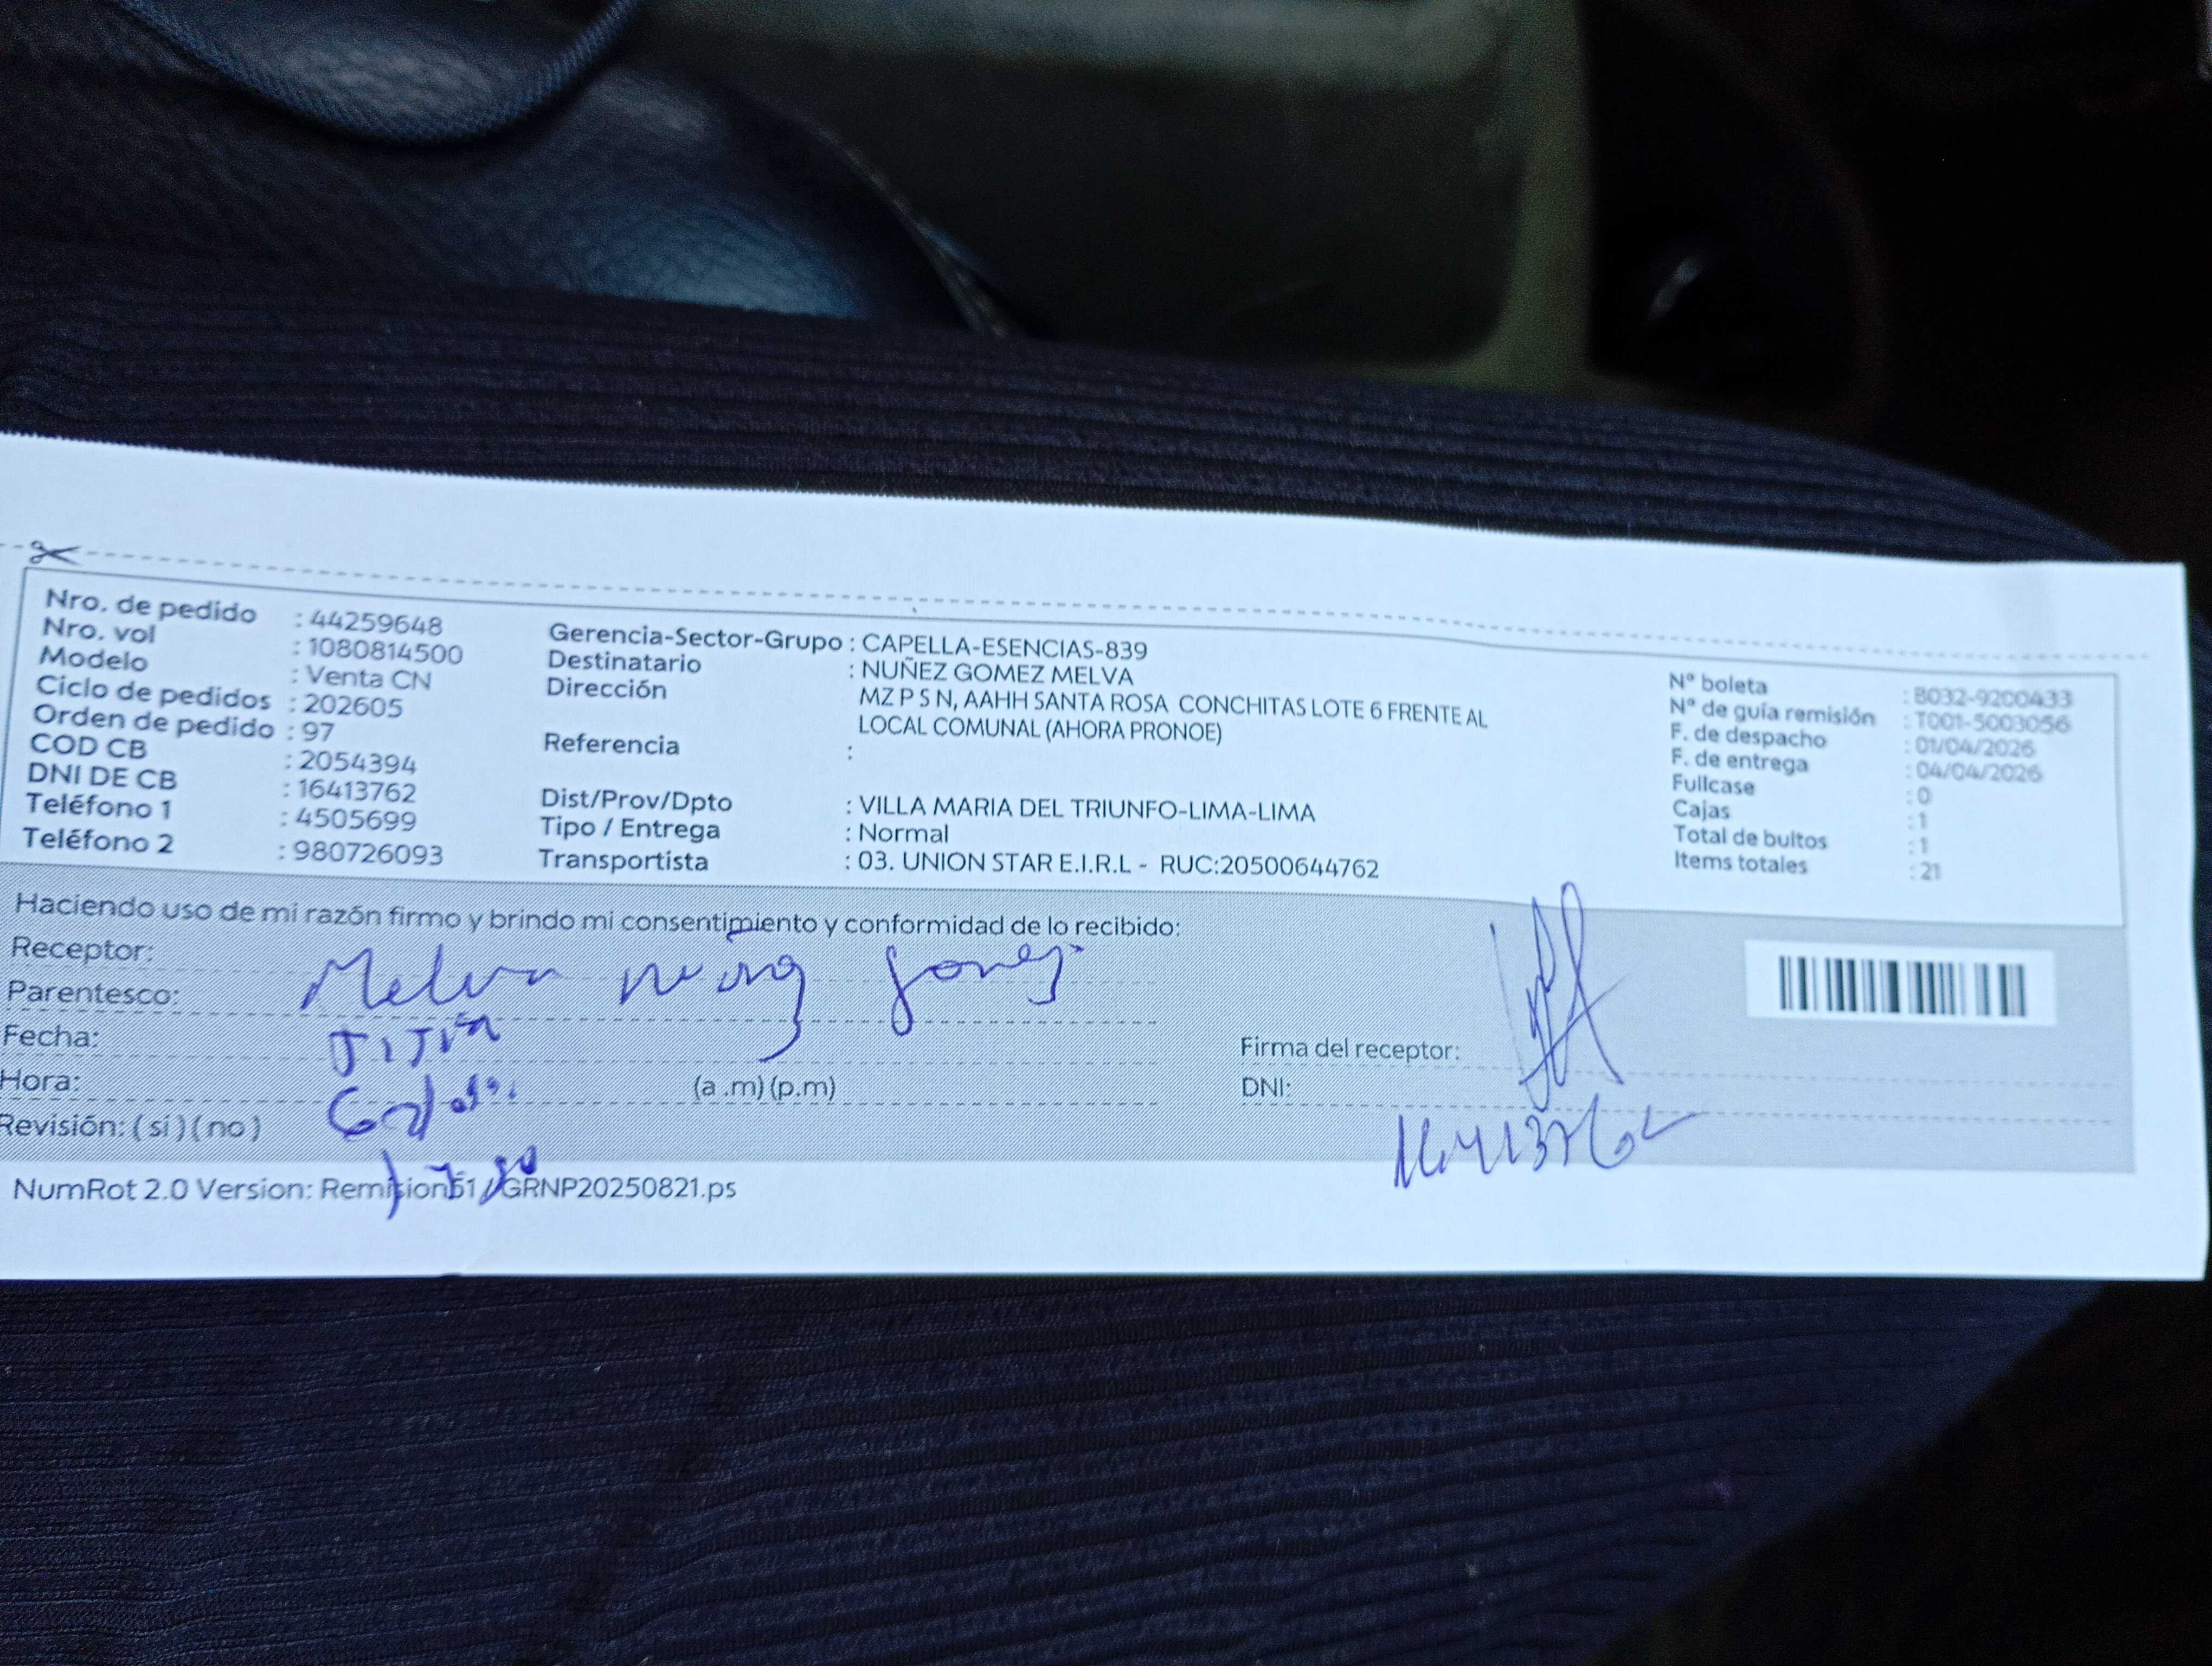 Nro. de pedido : 44259648
Nro. vol : 1080814500
Modelo : Venta CN
Ciclo de pedidos : 202605
Orden de pedido : 97
COD CB : 2054394
DNI DE CB : 16413762
Teléfono 1 : 4505699
Teléfono 2 : 980726093
Gerencia-Sector-Grupo : CAPELLA-ESENCIAS-839
Destinatario : NUÑEZ GOMEZ MELVA
Dirección MZ P S N, AAHH SANTA ROSA CONCHITAS LOTE 6 FRENTE AL
LOCAL COMUNAL (AHORA PRONOE)
Referencia :
Dist/Prov/Dpto : VILLA MARIA DEL TRIUNFO-LIMA-LIMA
Tipo / Entrega : Normal
Transportista : 03. UNION STAR E.I.R.L - RUC:20500644762
N° boleta : B032-9200433
N° de guía remisión : T001-5003056
F. de despacho : 01/04/2026
F. de entrega : 04/04/2026
Fullcase : 0
Cajas : 1
Total de bultos : 1
Items totales : 21
Haciendo uso de mi razón firmo y brindo mi consentimiento y conformidad de lo recibido:
Receptor: Melva
Parentesco:
Fecha:
Hora: (a .m) (p.m)
Revisión: ( si ) ( no )
Firma del receptor:
DNI: 16413762
NumRot 2.0 Version: Remision51 / GRNP20250821.ps